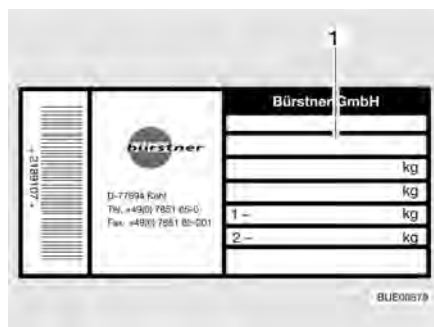 1
Bürstner GmbH
* 2189107 *
bürstner
D-77694 Kehl
Tel. +49(0) 7851 85-0
Fax. +49(0) 7851 85-201
kg
kg
1 – kg
2 – kg